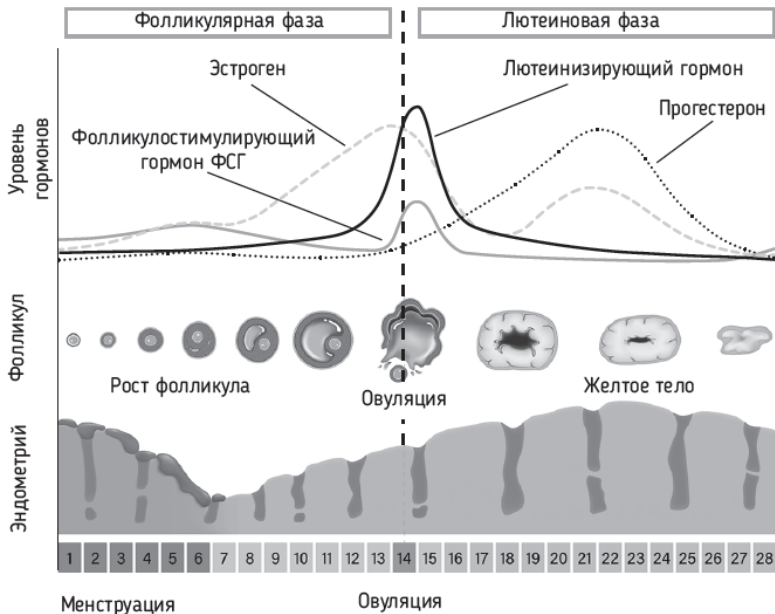 Фолликулярная фаза
Лютеиновая фаза
Эстроген
Лютеинизирующий гормон
Фолликулостимулирующий
гормон ФСГ
Прогестерон
Уровень
гормонов
Фолликул
Рост фолликула
Овуляция
Желтое тело
Эндометрий
1 2 3 4 5 6 7 8 9 10 11 12 13 14 15 16 17 18 19 20 21 22 23 24 25 26 27 28
Менструация
Овуляция